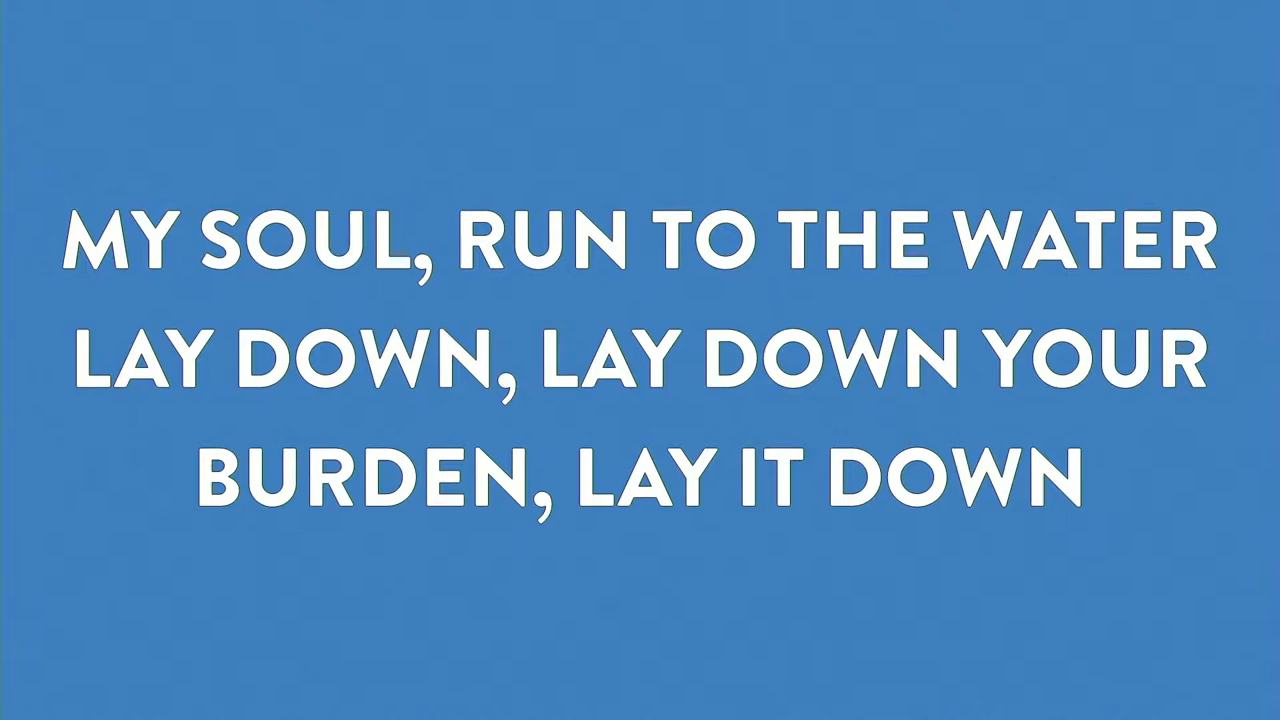 MY SOUL, RUN TO THE WATER
LAY DOWN, LAY DOWN YOUR
BURDEN, LAY IT DOWN